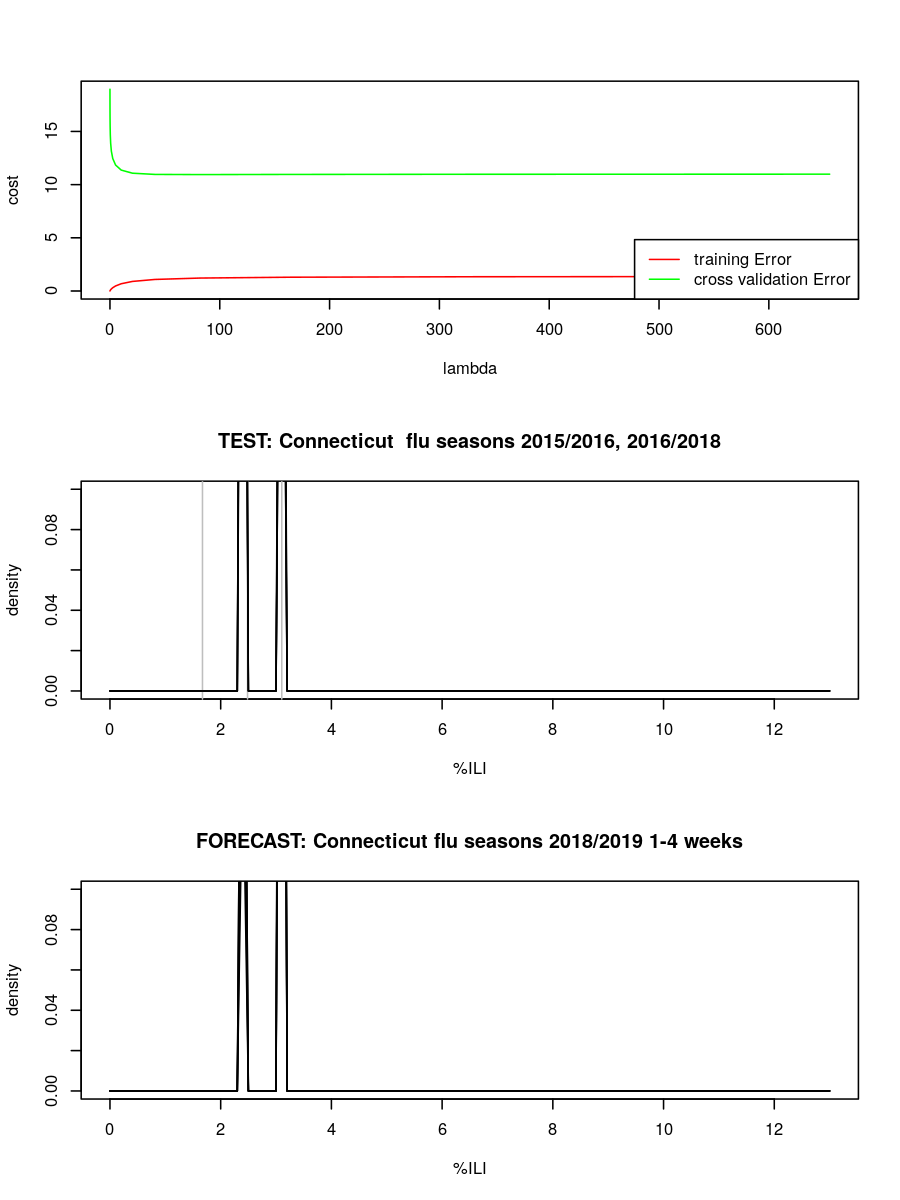 15
10
5
0
cost
training Error
cross validation Error
0 100 200 300 400 500 600
lambda
TEST: Connecticut  flu seasons 2015/2016, 2016/2018
0.08
0.04
0.00
density
0 2 4 6 8 10 12
%ILI
FORECAST: Connecticut flu seasons 2018/2019 1-4 weeks
0.08
0.04
0.00
density
0 2 4 6 8 10 12
%ILI